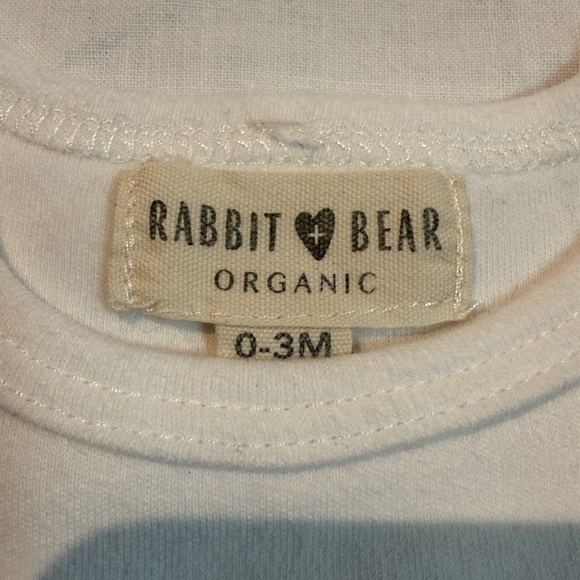 RABBIT + BEAR
ORGANIC
0-3M